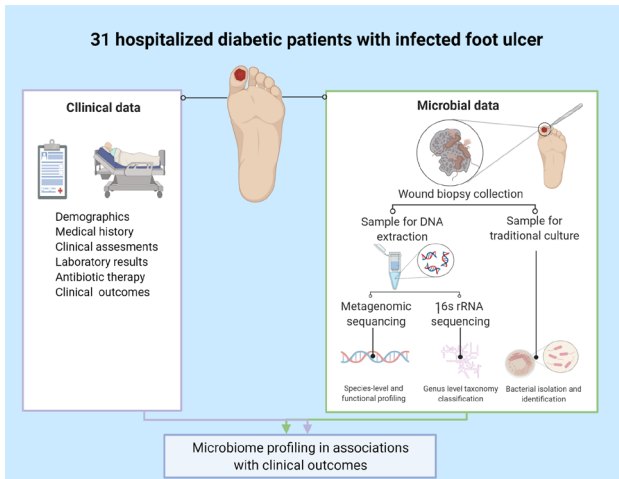 31 hospitalized diabetic patients with infected foot ulcer
Cllinical data
Demographics
Medical history
Clinical assesments
Laboratory results
Antibiotic therapy
Clinical outcomes
Microbial data
Wound biopsy collection
Sample for DNA
extraction
Sample for
traditional culture
Metagenomic
sequancing
16s rRNA
sequencing
Species-level and
functional profiling
Genus level taxonomy
classification
Bacterial isolation and
identification
Microbiome profiling in associations
with clinical outcomes